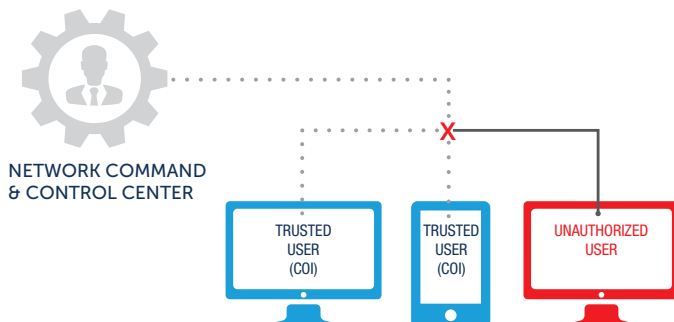 X
NETWORK COMMAND
& CONTROL CENTER
TRUSTED
USER
(COI)
TRUSTED
USER
(COI)
UNAUTHORIZED
USER